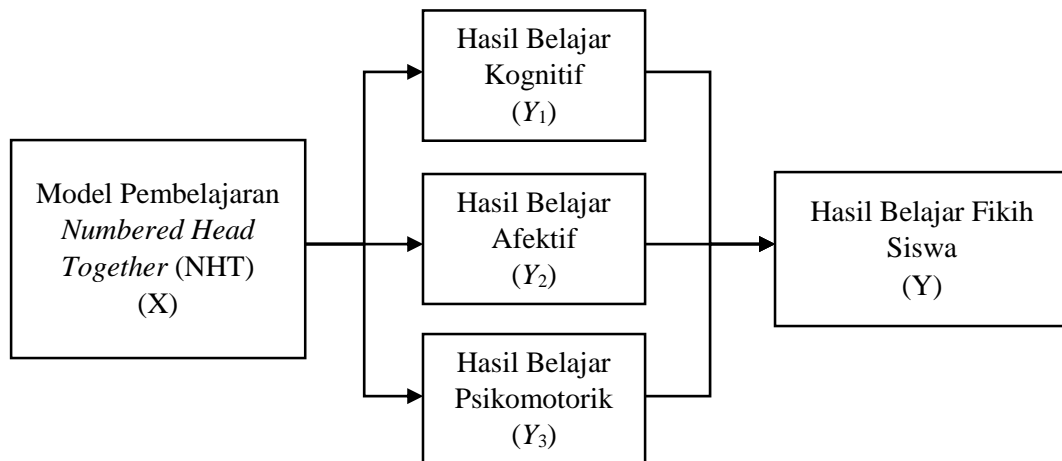 Model Pembelajaran
Numbered Head
Together (NHT)
(X)
Hasil Belajar
Kognitif
(Y1)
Hasil Belajar
Afektif
(Y2)
Hasil Belajar
Psikomotorik
(Y3)
Hasil Belajar Fikih
Siswa
(Y)